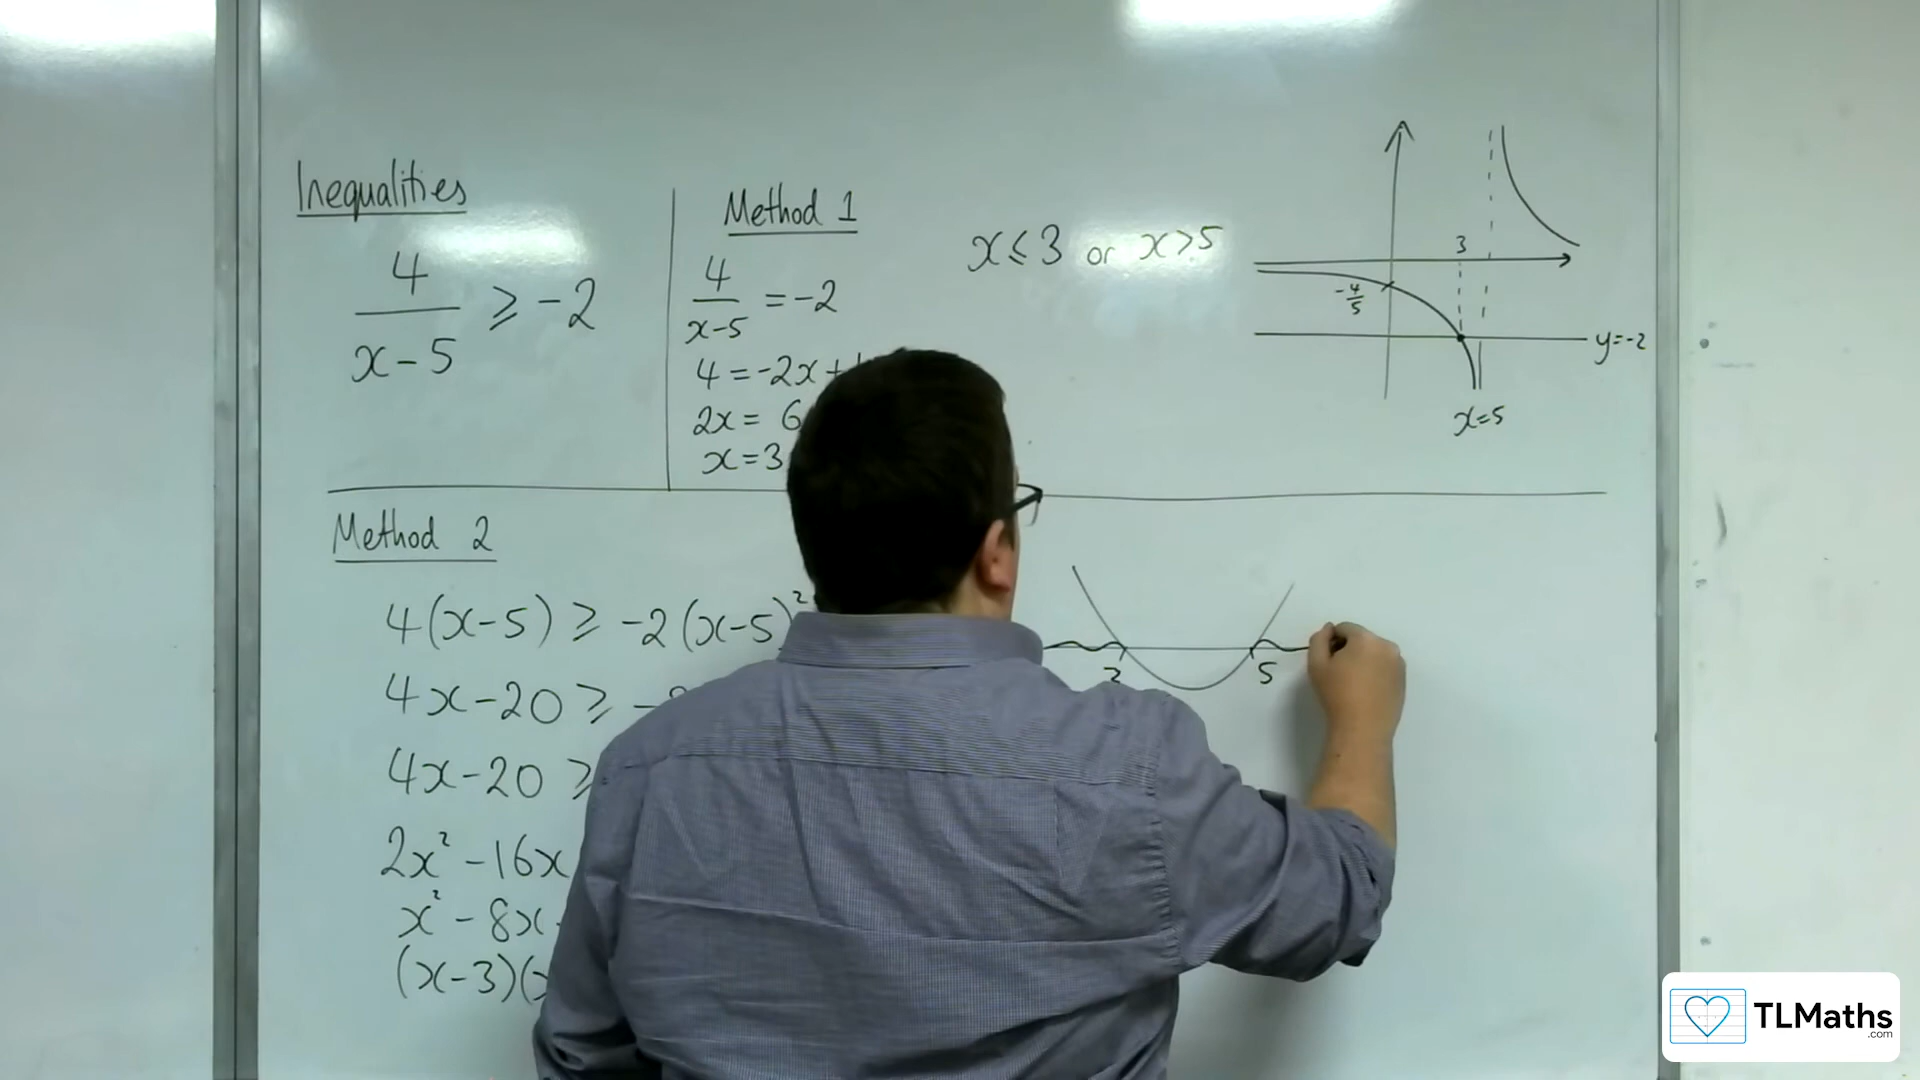 Inequalities
4/(x-5) ≥ -2
Method 1
4/(x-5) = -2
4 = -2x +
2x = 6
x = 3
x ≤ 3 or x > 5
3
-4/5
y=-2
x=5
Method 2
4(x-5) ≥ -2(x-5)²
4x-20 ≥ -
4x-20 ≥
2x² - 16x
x² - 8x
(x-3)(
5
TLMaths
.com